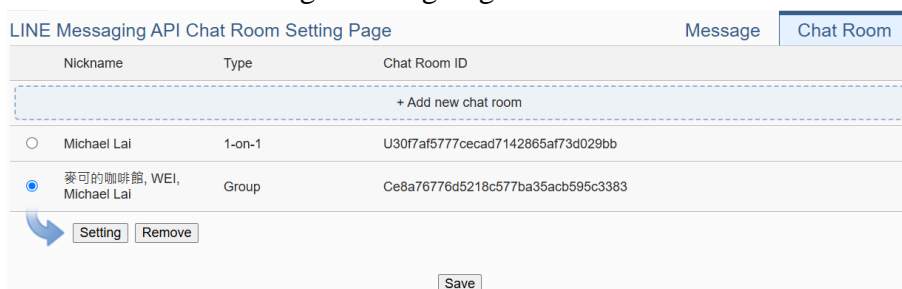 LINE Messaging API Chat Room Setting Page Message Chat Room
Nickname Type Chat Room ID
+ Add new chat room
Michael Lai 1-on-1 U30f7af5777cecad7142865af73d029bb
麥可的咖啡館, WEI,
Michael Lai Group Ce8a76776d5218c577ba35acb595c3383
Setting Remove
Save